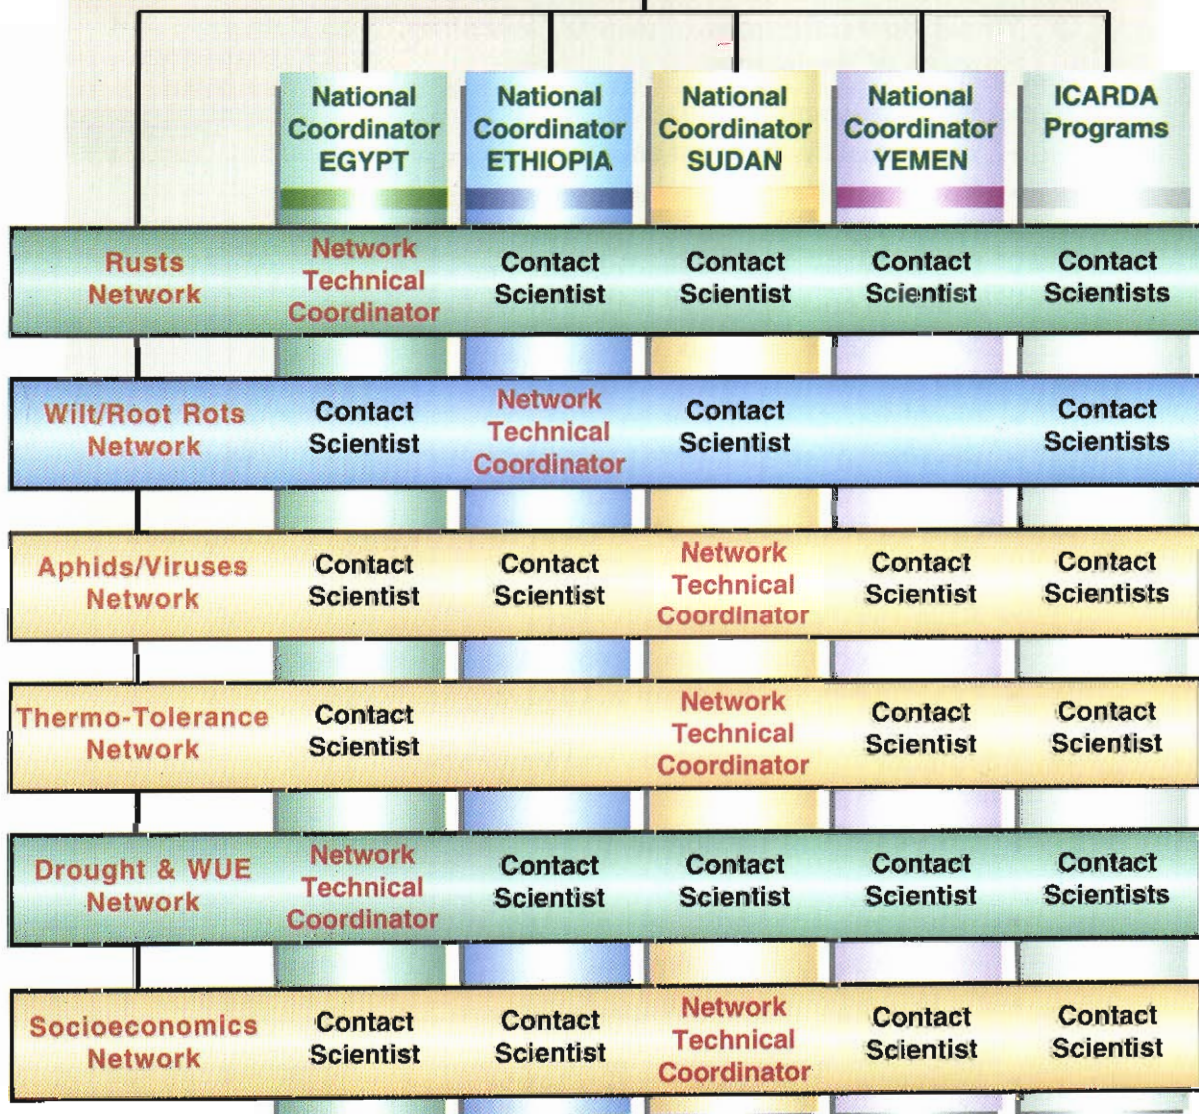 National
Coordinator
EGYPT
National
Coordinator
ETHIOPIA
National
Coordinator
SUDAN
National
Coordinator
YEMEN
ICARDA
Programs
Rusts
Network
Network
Technical
Coordinator
Contact
Scientist
Contact
Scientist
Contact
Scientist
Contact
Scientists
Wilt/Root Rots
Network
Contact
Scientist
Network
Technical
Coordinator
Contact
Scientist
Contact
Scientists
Aphids/Viruses
Network
Contact
Scientist
Contact
Scientist
Network
Technical
Coordinator
Contact
Scientist
Contact
Scientists
Thermo-Tolerance
Network
Contact
Scientist
Network
Technical
Coordinator
Contact
Scientist
Contact
Scientist
Drought & WUE
Network
Network
Technical
Coordinator
Contact
Scientist
Contact
Scientist
Contact
Scientist
Contact
Scientists
Socioeconomics
Network
Contact
Scientist
Contact
Scientist
Network
Technical
Coordinator
Contact
Scientist
Contact
Scientist